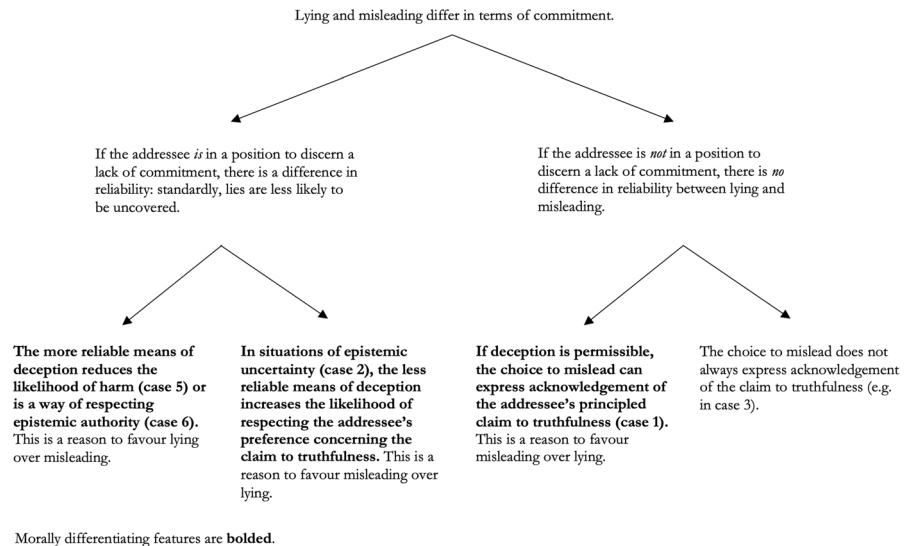 Lying and misleading differ in terms of commitment.
If the addressee is in a position to discern a
lack of commitment, there is a difference in
reliability: standardly, lies are less likely to
be uncovered.
If the addressee is not in a position to
discern a lack of commitment, there is no
difference in reliability between lying and
misleading.
The more reliable means of
deception reduces the
likelihood of harm (case 5) or
is a way of respecting
epistemic authority (case 6).
This is a reason to favour lying
over misleading.
In situations of epistemic
uncertainty (case 2), the less
reliable means of deception
increases the likelihood of
respecting the addressee's
preference concerning the
claim to truthfulness. This is a
reason to favour misleading over
lying.
If deception is permissible,
the choice to mislead can
express acknowledgement of
the addressee's principled
claim to truthfulness (case 1).
This is a reason to favour
misleading over lying.
The choice to mislead does not
always express acknowledgement
of the claim to truthfulness (e.g.
in case 3).
Morally differentiating features are bolded.